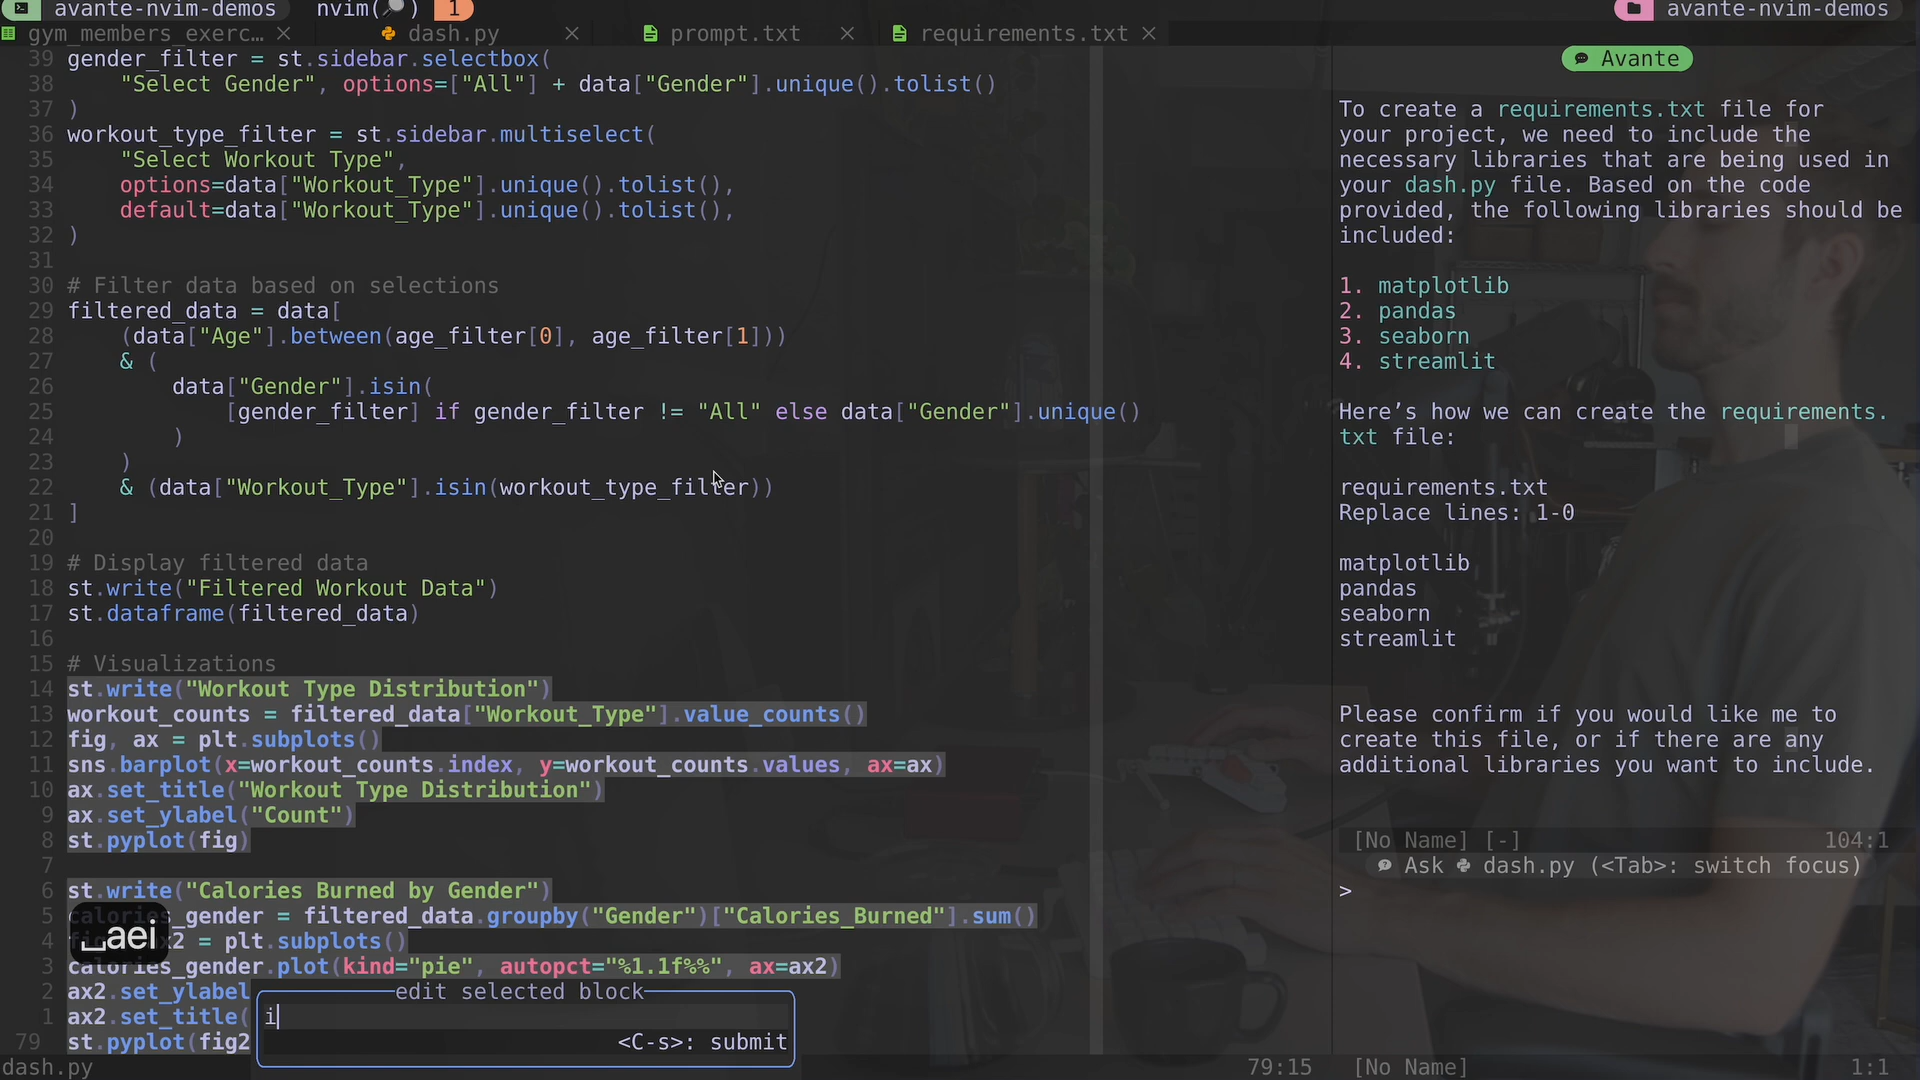 avante-nvim-demos nvim( ) 1 avante-nvim-demos
gym_members_exerc… dash.py prompt.txt requirements.txt
39 gender_filter = st.sidebar.selectbox(
38 "Select Gender", options=["All"] + data["Gender"].unique().tolist()
37 )
36 workout_type_filter = st.sidebar.multiselect(
35 "Select Workout Type",
34 options=data["Workout_Type"].unique().tolist(),
33 default=data["Workout_Type"].unique().tolist(),
32 )
31
30 # Filter data based on selections
29 filtered_data = data[
28 (data["Age"].between(age_filter[0], age_filter[1]))
27 & (
26 data["Gender"].isin(
25 [gender_filter] if gender_filter != "All" else data["Gender"].unique()
24 )
23 )
22 & (data["Workout_Type"].isin(workout_type_filter))
21 ]
20
19 # Display filtered data
18 st.write("Filtered Workout Data")
17 st.dataframe(filtered_data)
16
15 # Visualizations
14 st.write("Workout Type Distribution")
13 workout_counts = filtered_data["Workout_Type"].value_counts()
12 fig, ax = plt.subplots()
11 sns.barplot(x=workout_counts.index, y=workout_counts.values, ax=ax)
10 ax.set_title("Workout Type Distribution")
9 ax.set_ylabel("Count")
8 st.pyplot(fig)
7
6 st.write("Calories Burned by Gender")
5 calories_gender = filtered_data.groupby("Gender")["Calories_Burned"].sum()
4 x2 = plt.subplots()
3 calories_gender.plot(kind="pie", autopct="%1.1f%%", ax=ax2)
2 ax2.set_ylabel
1 ax2.set_title(
79 st.pyplot(fig2
␣aei
edit selected block
i
<C-s>: submit
dash.py 79:15
Avante
To create a requirements.txt file for
your project, we need to include the
necessary libraries that are being used in
your dash.py file. Based on the code
provided, the following libraries should be
included:
1. matplotlib
2. pandas
3. seaborn
4. streamlit
Here’s how we can create the requirements.
txt file:
requirements.txt
Replace lines: 1-0
matplotlib
pandas
seaborn
streamlit
Please confirm if you would like me to
create this file, or if there are any
additional libraries you want to include.
[No Name] [-] 104:1
Ask dash.py (<Tab>: switch focus)
>
[No Name] 1:1